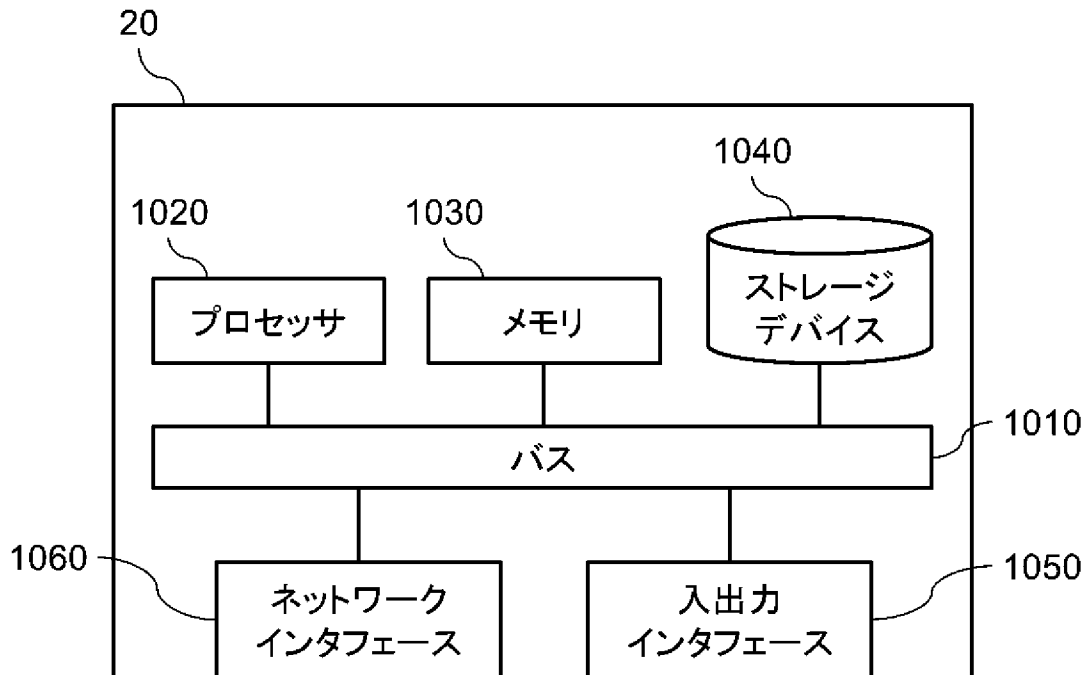 20
1040
1020
1030
ストレージ
デバイス
プロセッサ
メモリ
1010
バス
1060
1050
ネットワーク
インタフェース
入出力
インタフェース